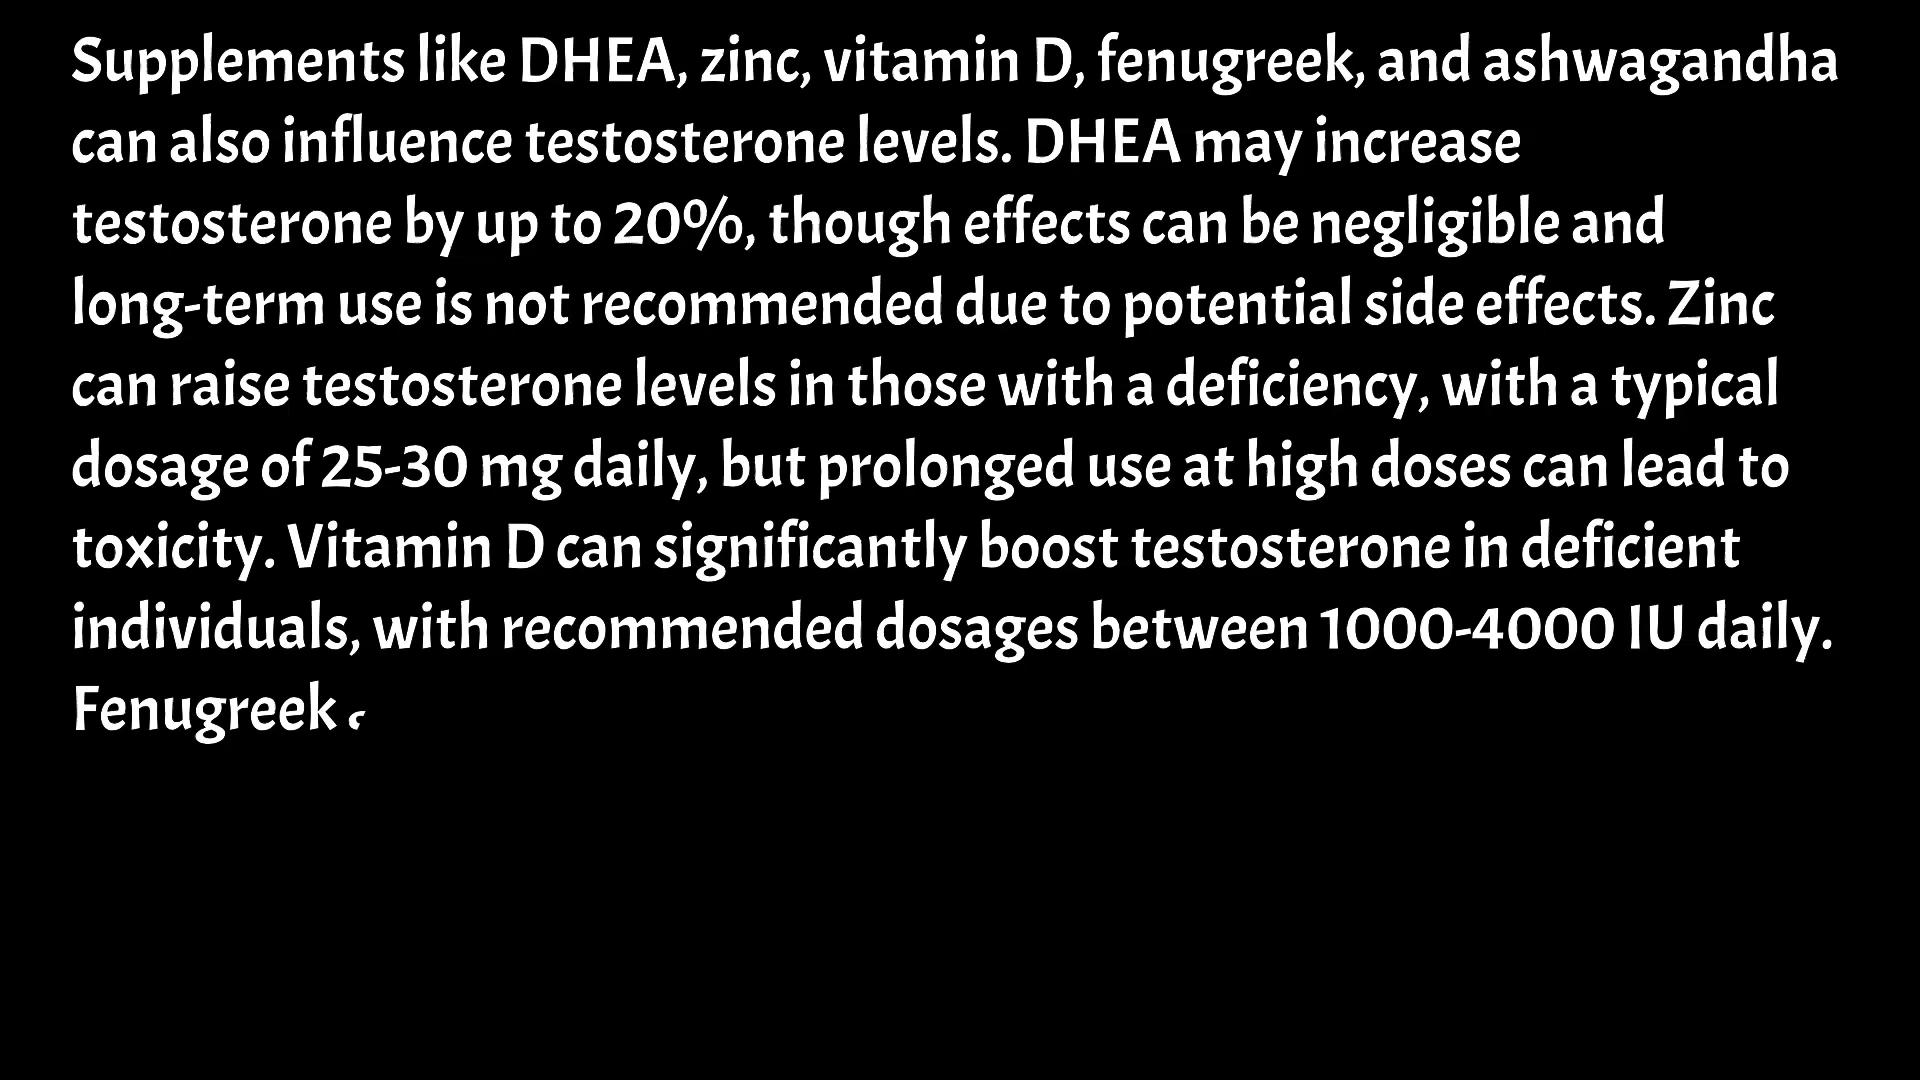 Supplements like DHEA, zinc, vitamin D, fenugreek, and ashwagandha
can also influence testosterone levels. DHEA may increase
testosterone by up to 20%, though effects can be negligible and
long-term use is not recommended due to potential side effects. Zinc
can raise testosterone levels in those with a deficiency, with a typical
dosage of 25-30 mg daily, but prolonged use at high doses can lead to
toxicity. Vitamin D can significantly boost testosterone in deficient
individuals, with recommended dosages between 1000-4000 IU daily.
Fenugreek